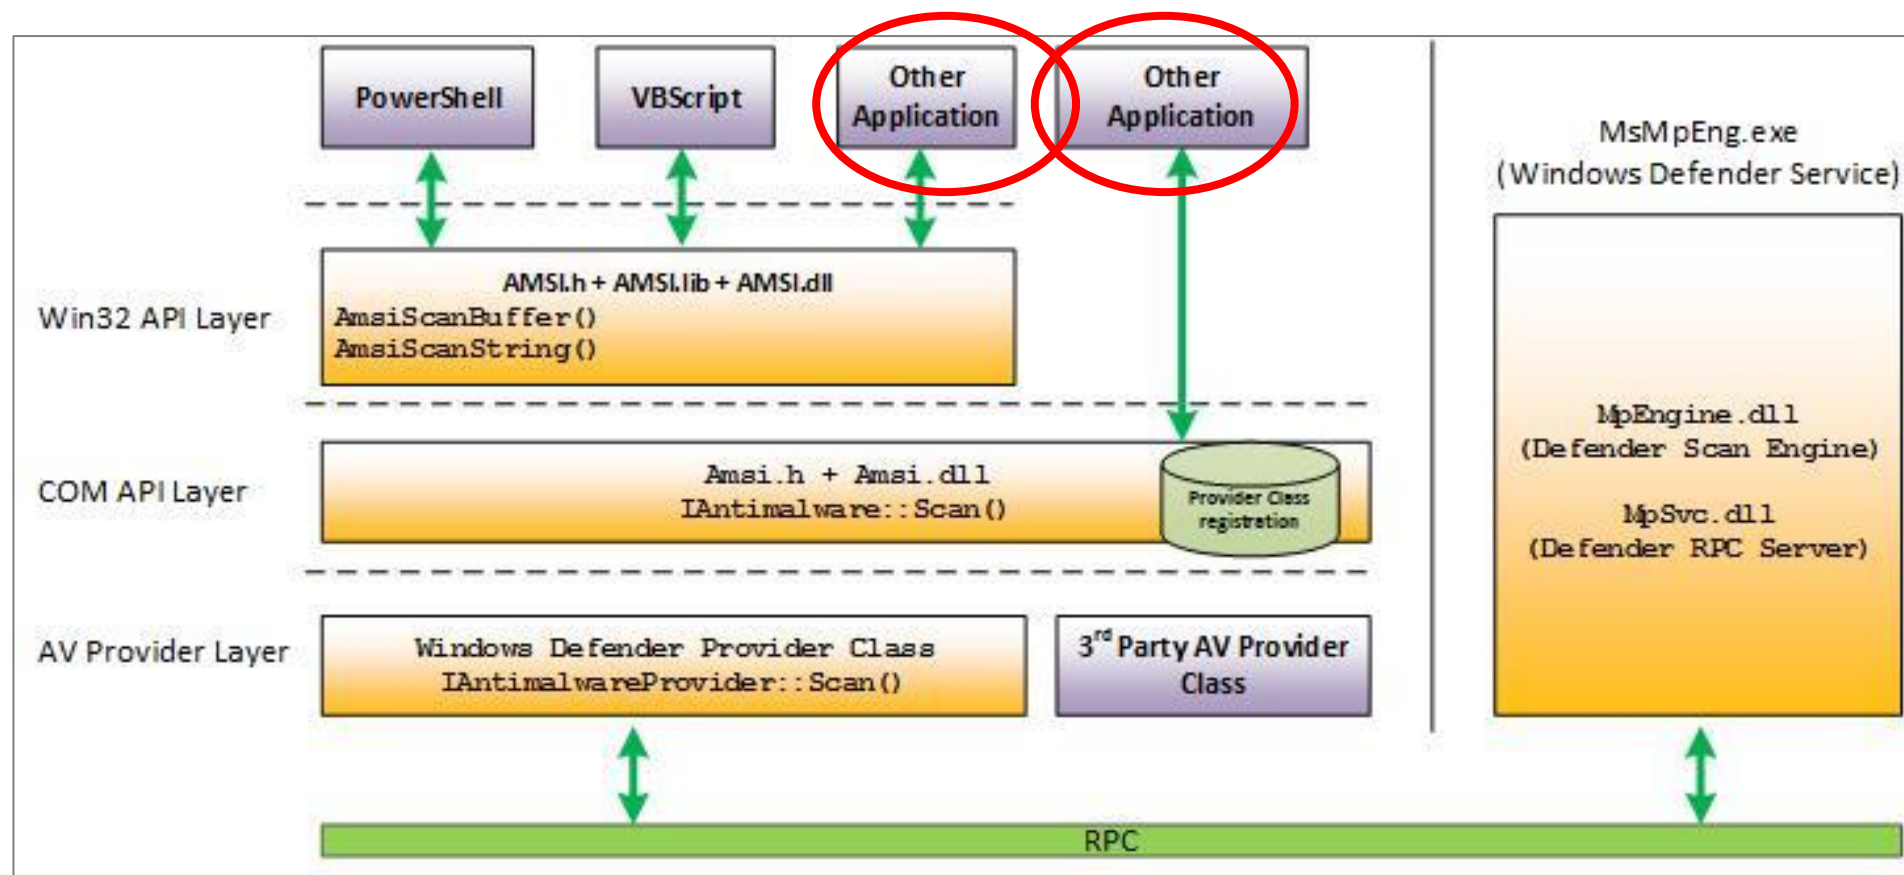 PowerShell
VBScript
Other
Application
Other
Application
MsMpEng.exe
(Windows Defender Service)
Win32 API Layer
AMSI.h + AMSI.lib + AMSI.dll
AmsiScanBuffer()
AmsiScanString()
COM API Layer
Amsi.h + Amsi.dll
IAntimalware::Scan()
Provider Class
registration
MpEngine.dll
(Defender Scan Engine)
MpSvc.dll
(Defender RPC Server)
AV Provider Layer
Windows Defender Provider Class
IAntimalwareProvider::Scan()
3rd Party AV Provider
Class
RPC